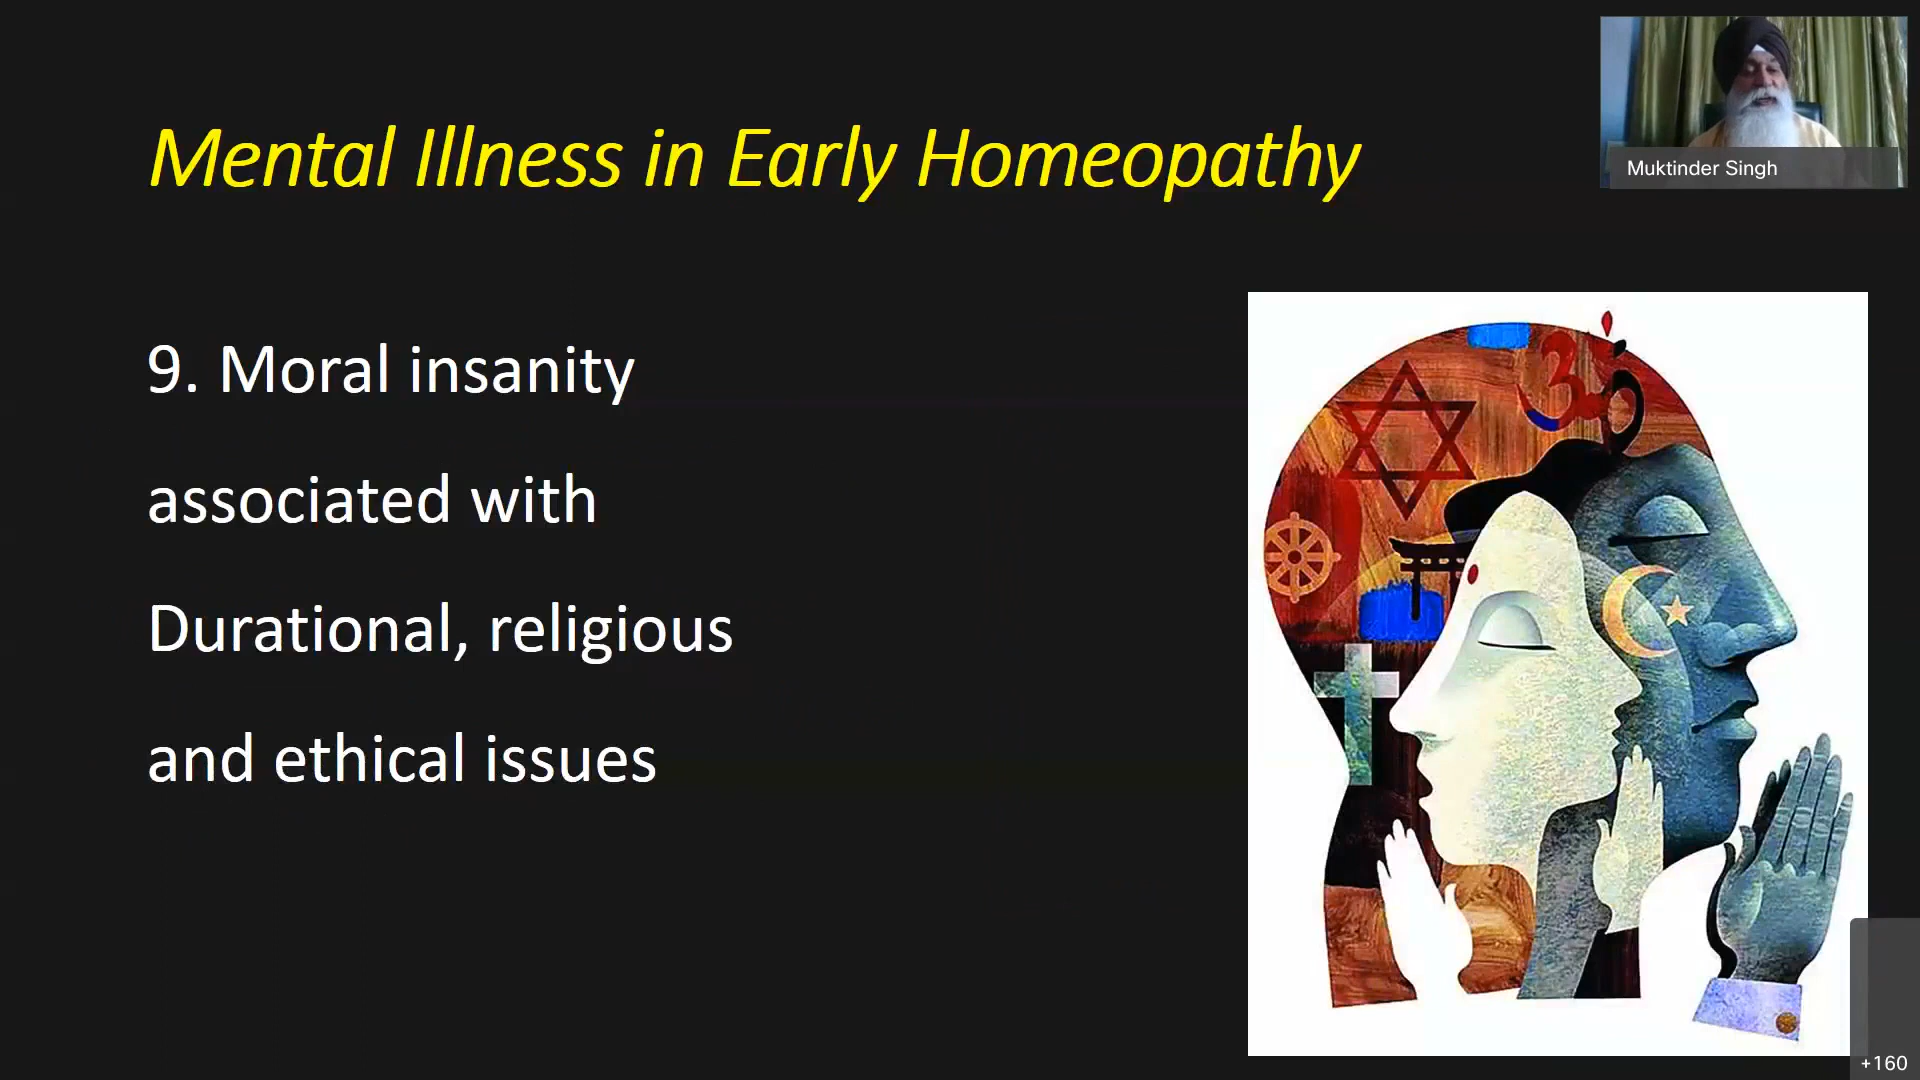 Mental Illness in Early Homeopathy
Muktinder Singh
9. Moral insanity
associated with
Durational, religious
and ethical issues
ॐ
+160